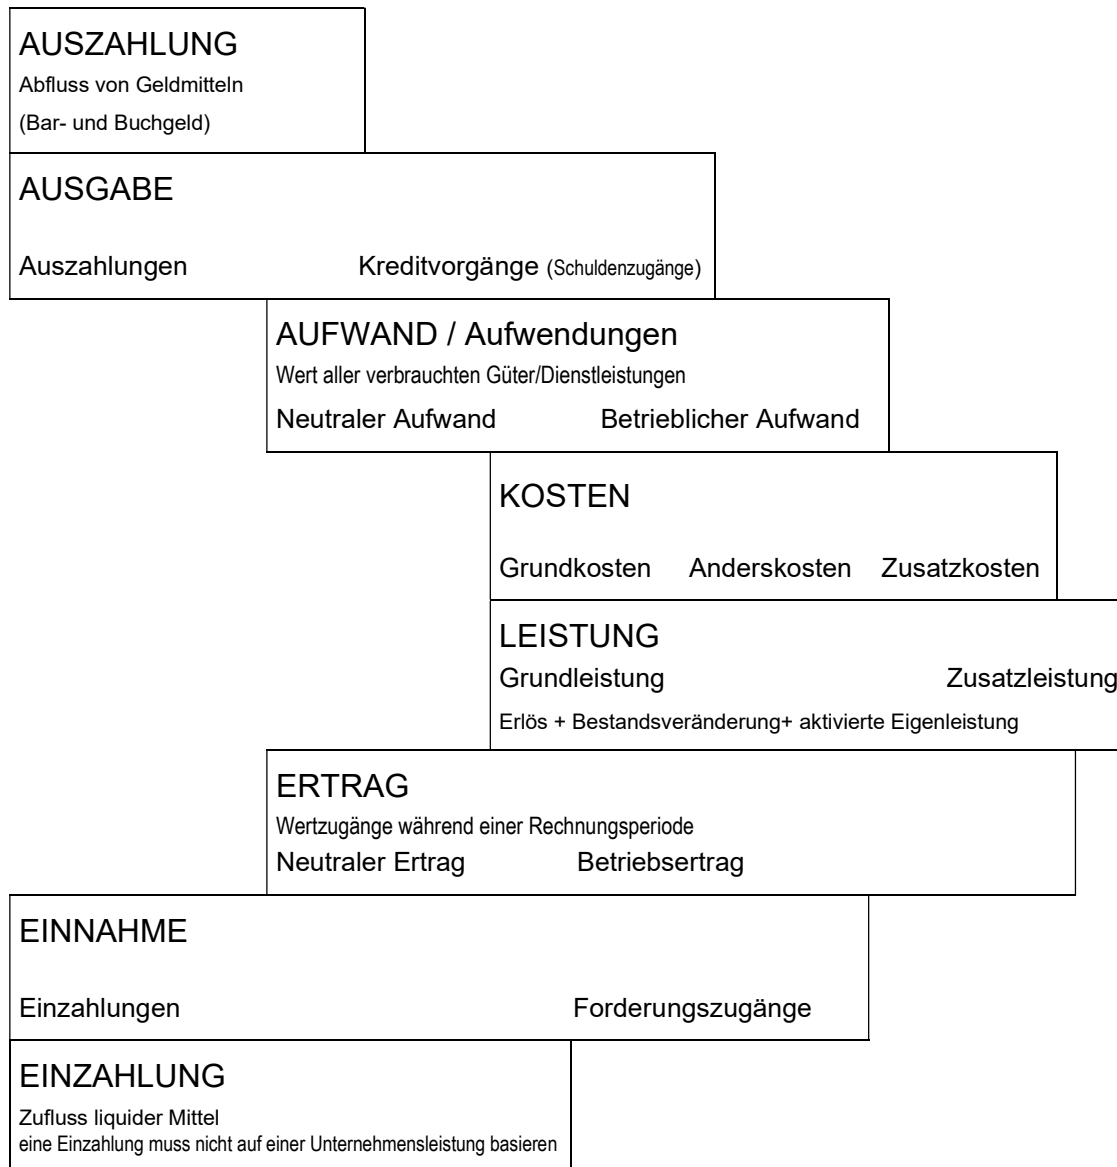 AUSZAHLUNG
Abfluss von Geldmitteln
(Bar- und Buchgeld)
AUSGABE
Auszahlungen Kreditvorgänge (Schuldenzugänge)
AUFWAND / Aufwendungen
Wert aller verbrauchten Güter/Dienstleistungen
Neutraler Aufwand Betrieblicher Aufwand
KOSTEN
Grundkosten Anderskosten Zusatzkosten
LEISTUNG
Grundleistung Zusatzleistung
Erlös + Bestandsveränderung+ aktivierte Eigenleistung
ERTRAG
Wertzugänge während einer Rechnungsperiode
Neutraler Ertrag Betriebsertrag
EINNAHME
Einzahlungen Forderungszugänge
EINZAHLUNG
Zufluss liquider Mittel
eine Einzahlung muss nicht auf einer Unternehmensleistung basieren